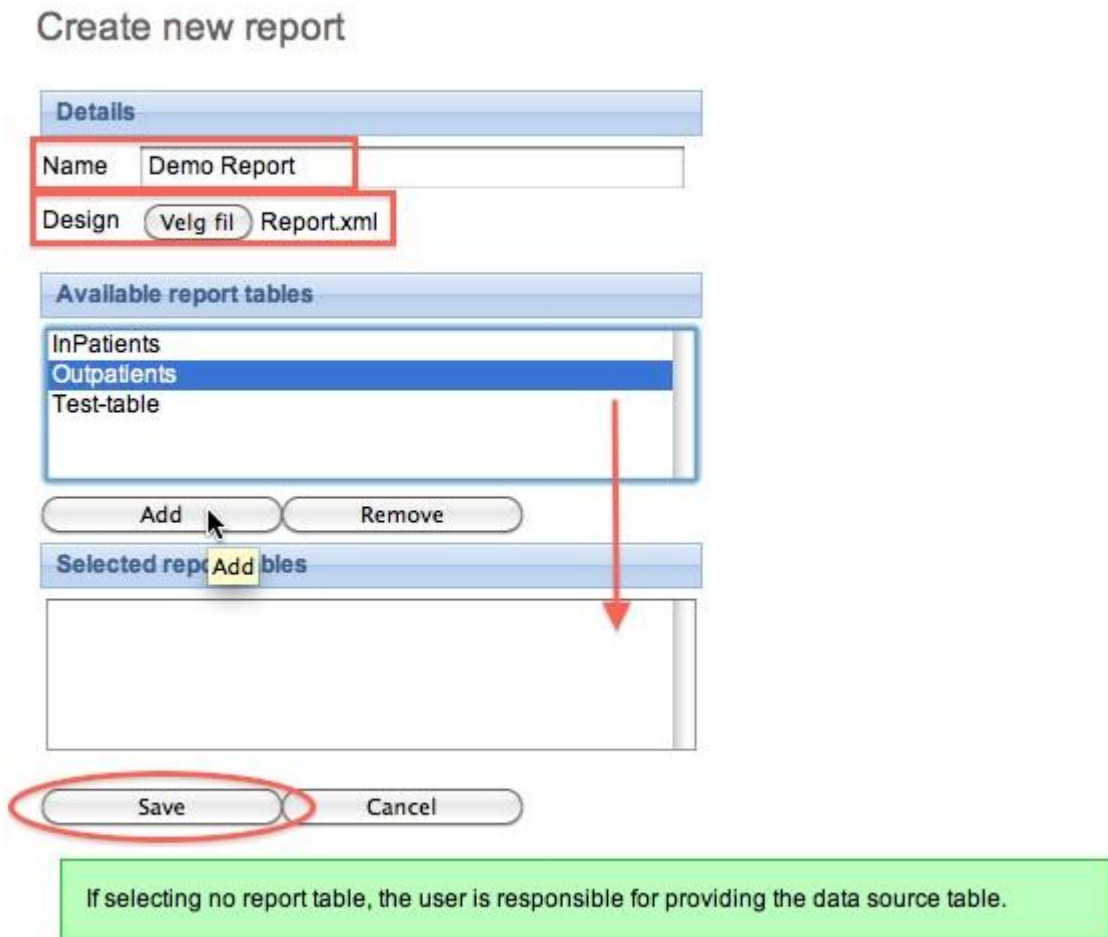 Create new report
Details
Name Demo Report
Design Velg fil Report.xml
Available report tables
InPatients
Outpatients
Test-table
Add Remove
Add
Selected bles
Save Cancel
If selecting no report table, the user is responsible for providing the data source table.